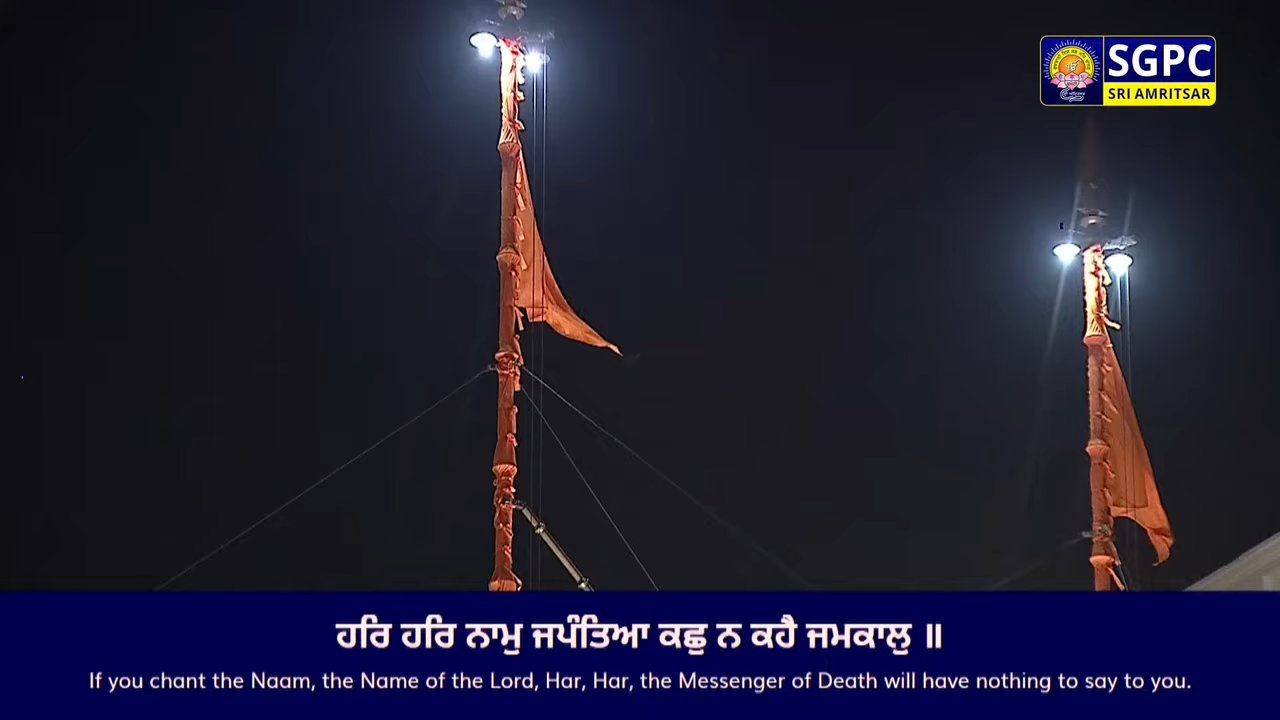 SGPC
SRI AMRITSAR
ਹਰਿ ਹਰਿ ਨਾਮੁ ਜਪੰਤਿਆ ਕਛੁ ਨ ਕਹੈ ਜਮਕਾਲੁ ॥
If you chant the Naam, the Name of the Lord, Har, Har, the Messenger of Death will have nothing to say to you.